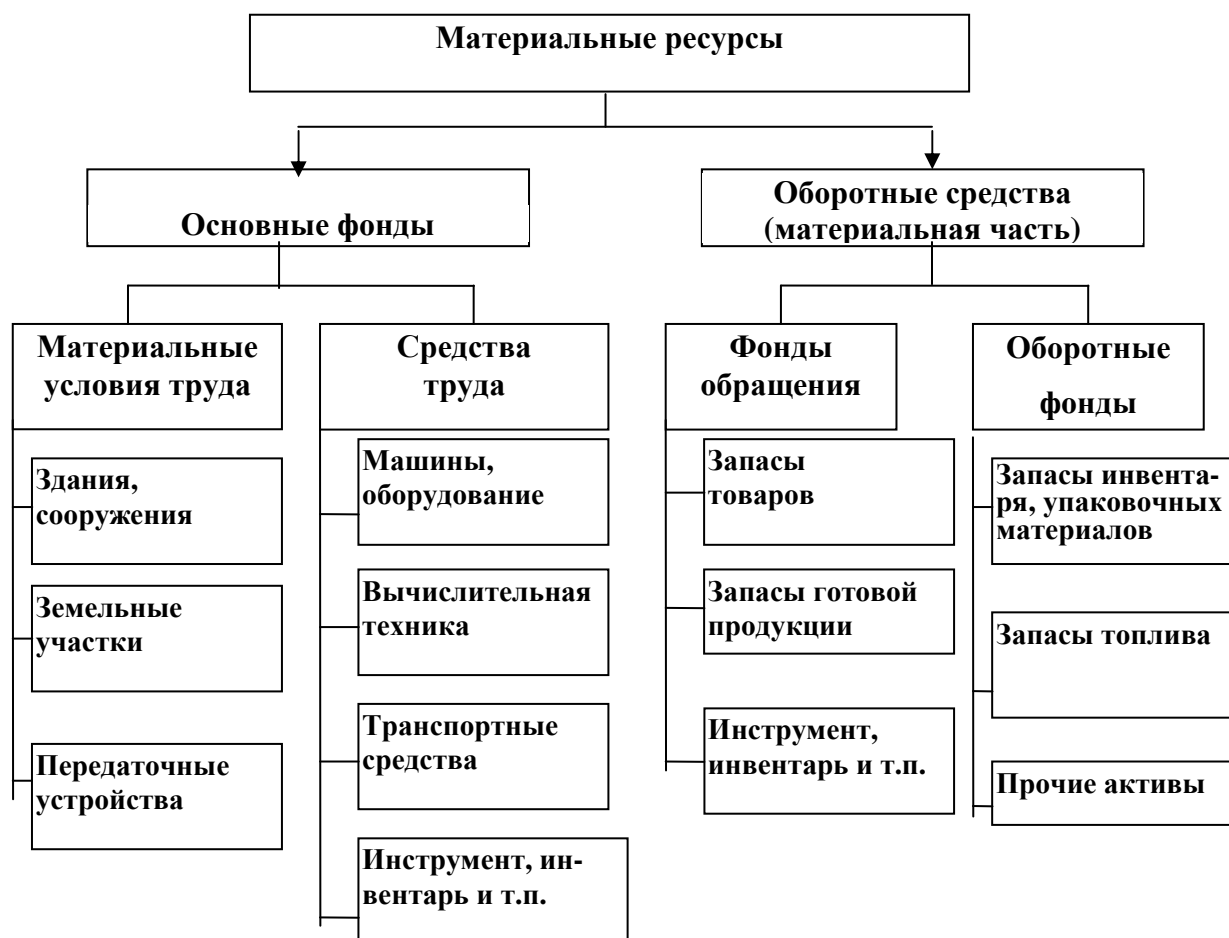 Материальные ресурсы
Основные фонды
Оборотные средства
(материальная часть)
Материальные
условия труда
Средства
труда
Фонды
обращения
Оборотные
фонды
Здания,
сооружения
Земельные
участки
Передаточные
устройства
Машины,
оборудование
Вычислительная
техника
Транспортные
средства
Инструмент, ин-
вентарь и т.п.
Запасы
товаров
Запасы готовой
продукции
Инструмент,
инвентарь и т.п.
Запасы инвента-
ря, упаковочных
материалов
Запасы топлива
Прочие активы